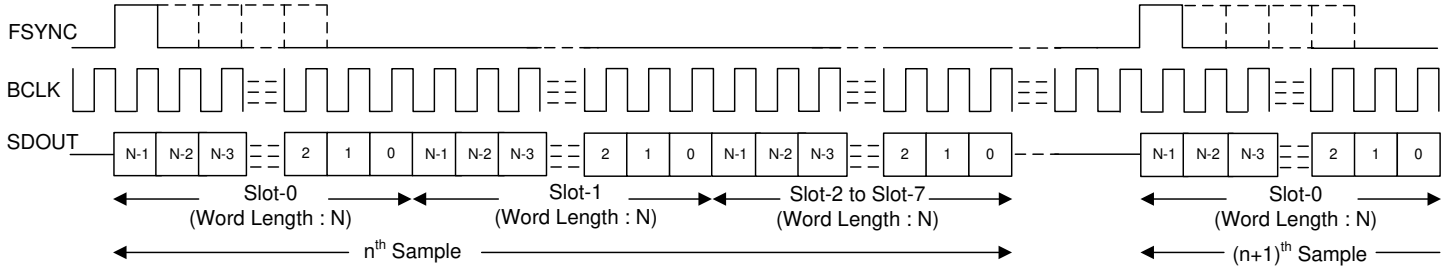 FSYNC
BCLK
SDOUT
N-1 N-2 N-3 2 1 0 N-1 N-2 N-3 2 1 0 N-1 N-2 N-3 2 1 0 N-1 N-2 N-3 2 1 0
Slot-0 Slot-1 Slot-2 to Slot-7 Slot-0
(Word Length : N) (Word Length : N) (Word Length : N) (Word Length : N)
nth Sample (n+1)th Sample